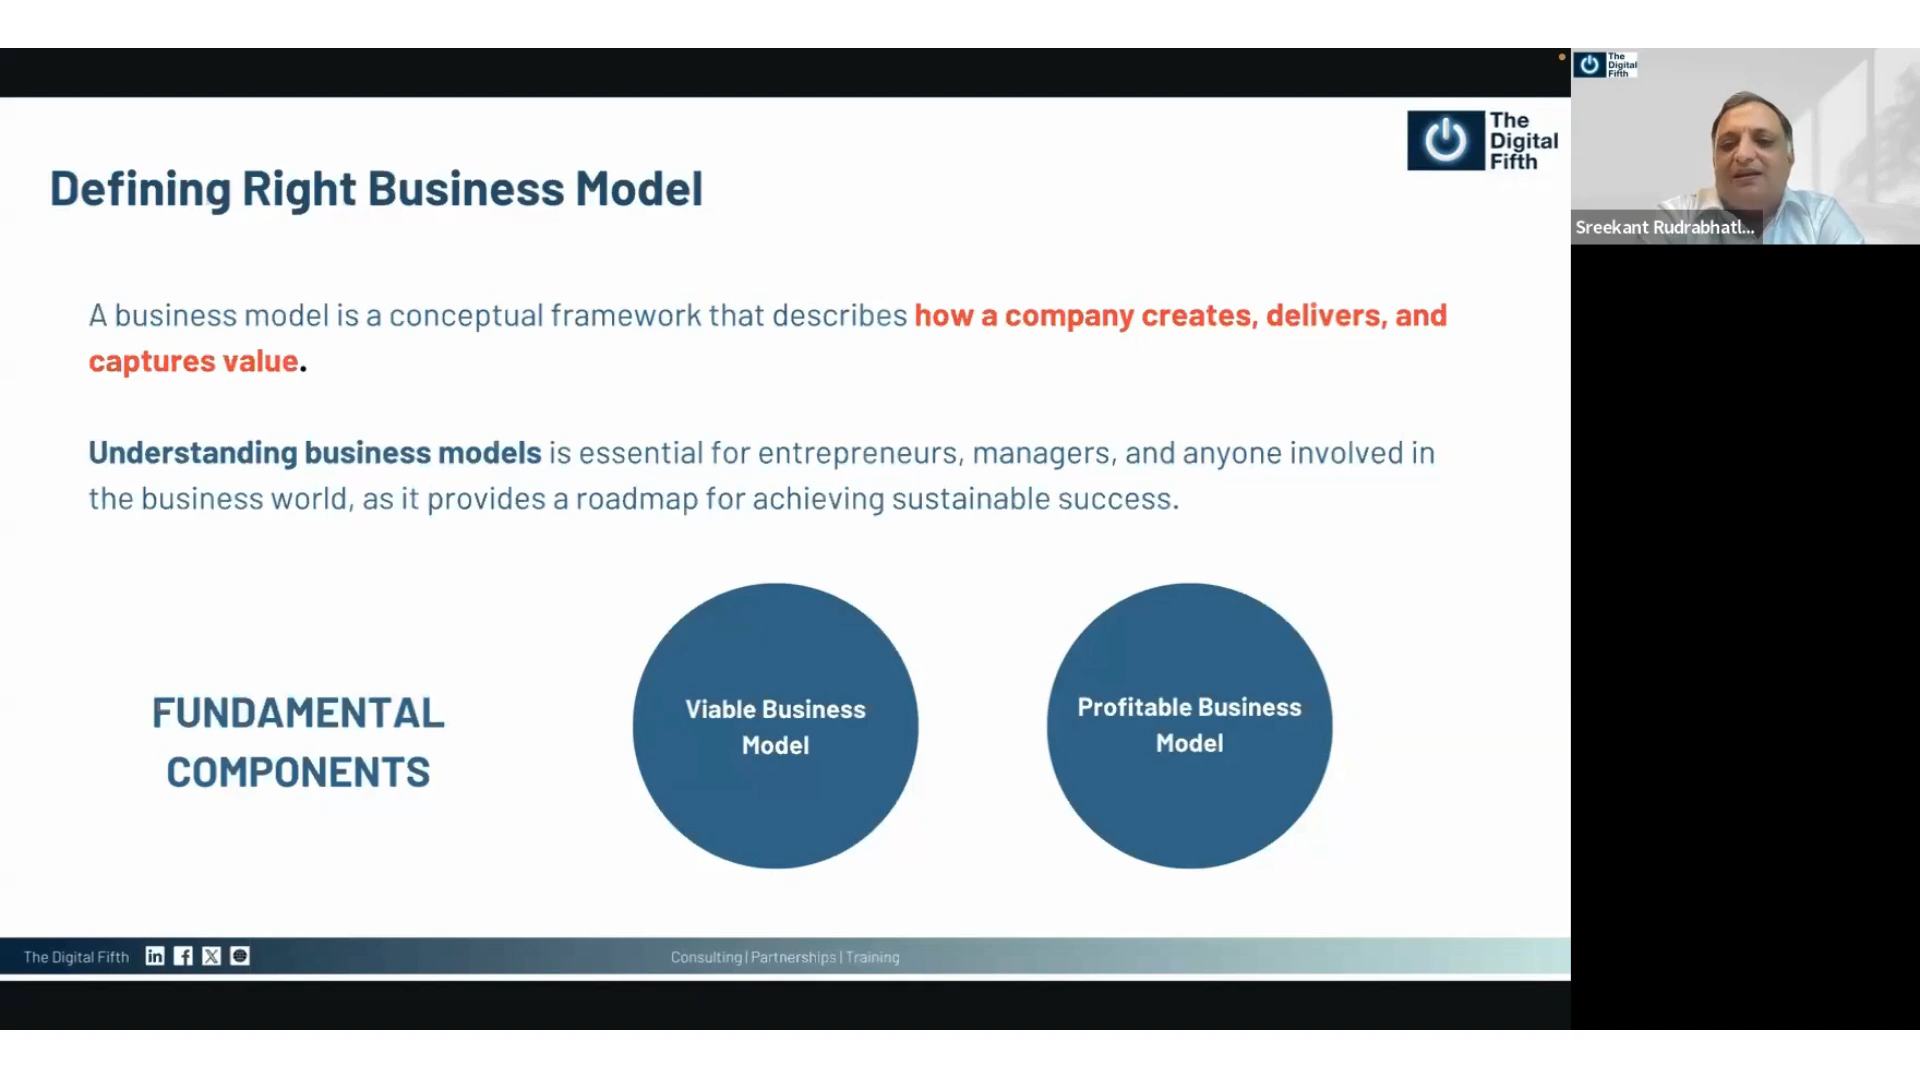 The
Digital
Fifth
Defining Right Business Model
A business model is a conceptual framework that describes how a company creates, delivers, and
captures value.
Understanding business models is essential for entrepreneurs, managers, and anyone involved in
the business world, as it provides a roadmap for achieving sustainable success.
FUNDAMENTAL
COMPONENTS
Viable Business
Model
Profitable Business
Model
The Digital Fifth
Consulting | Partnerships | Training
The
Digital
Fifth
Sreekant Rudrabhatl...